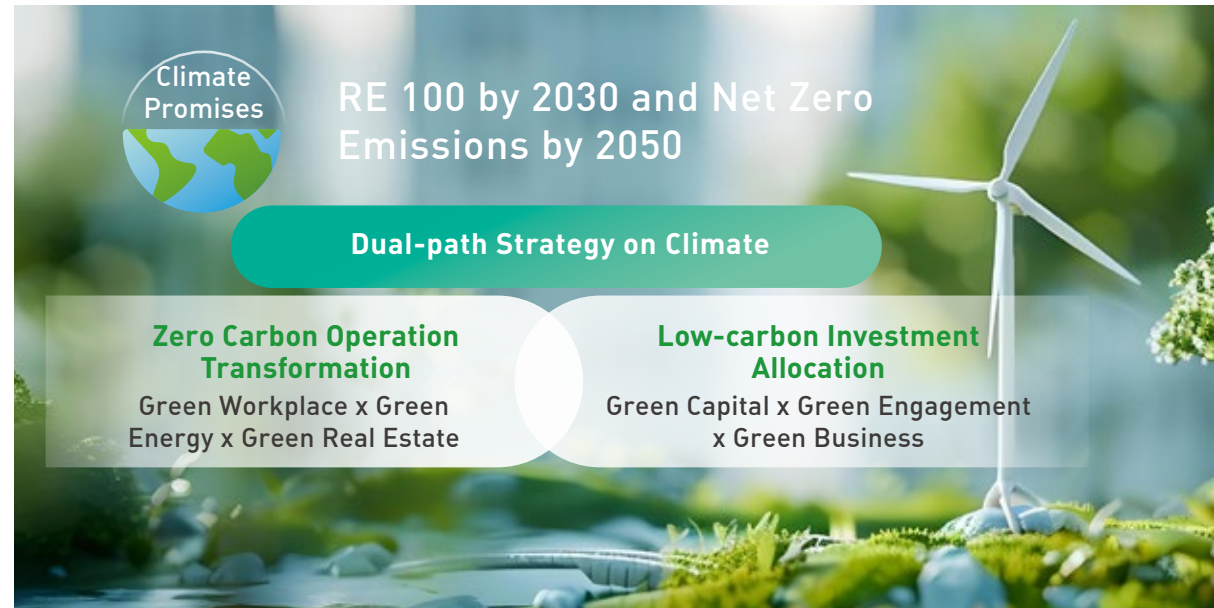 Climate
Promises
RE 100 by 2030 and Net Zero
Emissions by 2050
Dual-path Strategy on Climate
Zero Carbon Operation
Transformation
Green Workplace x Green
Energy x Green Real Estate
Low-carbon Investment
Allocation
Green Capital x Green Engagement
x Green Business